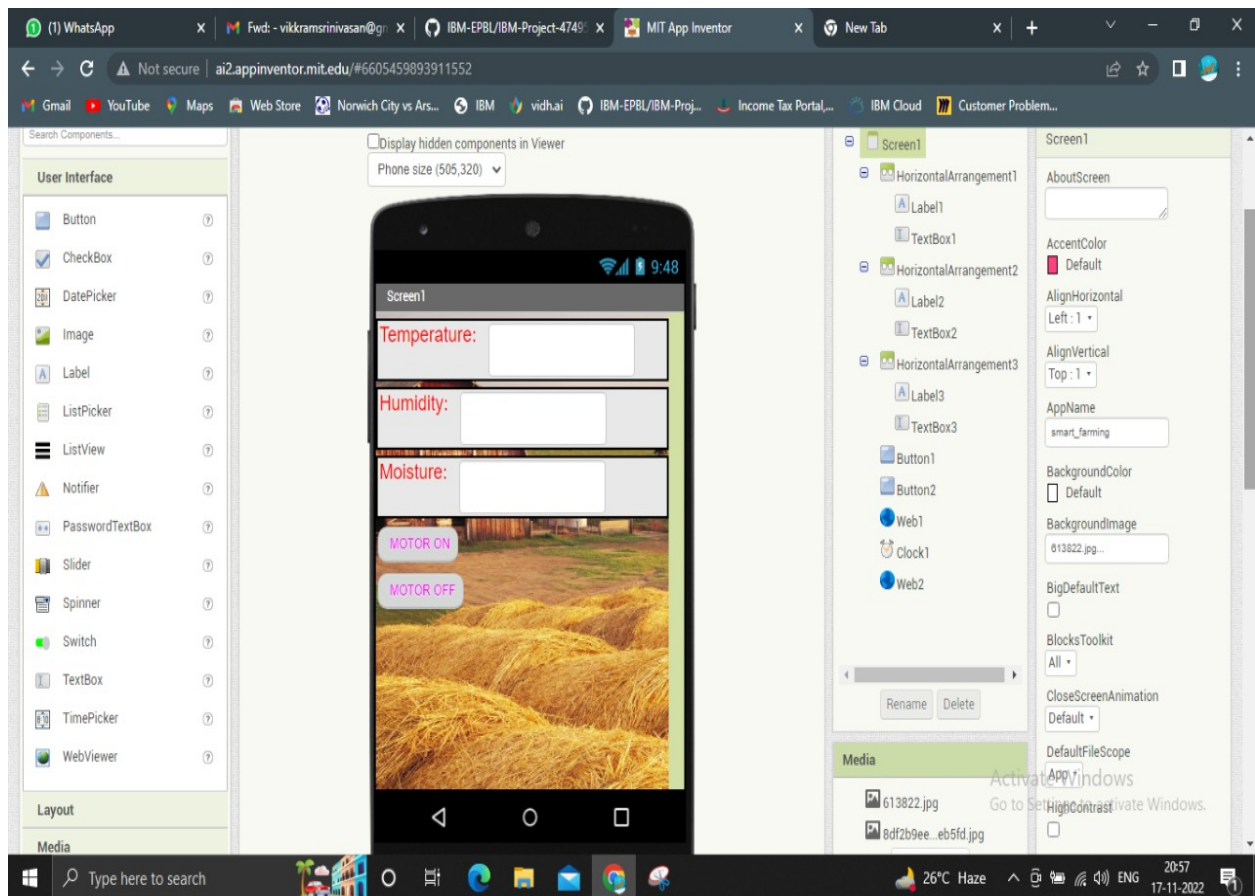 (1) WhatsApp
Fwd: - vikkramsrinivasan@gm
IBM-EPBL/IBM-Project-4749
MIT App Inventor
New Tab
Not secure
ai2.appinventor.mit.edu/#6605459893911552
Gmail
YouTube
Maps
Web Store
Norwich City vs Ars...
IBM
vidh.ai
IBM-EPBL/IBM-Proj...
Income Tax Portal,...
IBM Cloud
Customer Problem...
Search Components...
User Interface
Button
CheckBox
DatePicker
Image
Label
ListPicker
ListView
Notifier
PasswordTextBox
Slider
Spinner
Switch
TextBox
TimePicker
WebViewer
Layout
Media
Display hidden components in Viewer
Phone size (505,320)
9:48
Screen1
Temperature:
Humidity:
Moisture:
MOTOR ON
MOTOR OFF
Screen1
HorizontalArrangement1
Label1
TextBox1
HorizontalArrangement2
Label2
TextBox2
HorizontalArrangement3
Label3
TextBox3
Button1
Button2
Web1
Clock1
Web2
Rename
Delete
Media
613822.jpg
8df2b9ee...eb5fd.jpg
Screen1
AboutScreen
AccentColor
Default
AlignHorizontal
Left : 1
AlignVertical
Top : 1
AppName
smart_farming
BackgroundColor
Default
BackgroundImage
613822.jpg...
BigDefaultText
BlocksToolkit
All
CloseScreenAnimation
Default
DefaultFileScope
App
HighContrast
Activate Windows
Go to Settings to activate Windows.
Type here to search
26°C Haze
ENG
20:57
17-11-2022